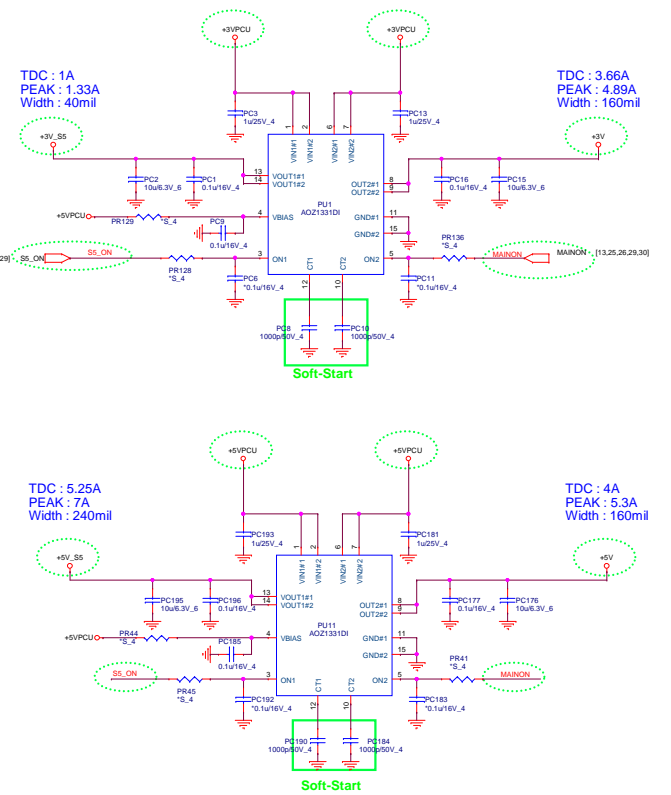 +3VPCU
+3VPCU
TDC : 1A
PEAK : 1.33A
Width : 40mil
TDC : 3.66A
PEAK : 4.89A
Width : 160mil
PC3
1u/25V_4
PC13
1u/25V_4
1
2
6
7
VIN1#1
VIN1#2
VIN2#1
VIN2#2
+3V_S5
+3V
PC2
10u/6.3V_6
PC1
0.1u/16V_4
13
14
VOUT1#1
VOUT1#2
OUT2#1
OUT2#2
8
9
PC16
0.1u/16V_4
PC15
10u/6.3V_6
PU1
AOZ1331DI
+5VPCU
PR129
*S_4
PC9
0.1u/16V_4
4
VBIAS
GND#1
11
GND#2
15
PR136
*S_4
29]
S5_ON
S5_ON
PR128
*S_4
3
ON1
ON2
5
MAINON
MAINON
[13,25,26,29,30]
PC6
*0.1u/16V_4
PC11
*0.1u/16V_4
CT1
CT2
12
10
PC8
1000p/50V_4
PC10
1000p/50V_4
Soft-Start
+5VPCU
+5VPCU
TDC : 5.25A
PEAK : 7A
Width : 240mil
TDC : 4A
PEAK : 5.3A
Width : 160mil
PC193
1u/25V_4
PC181
1u/25V_4
1
2
6
7
VIN1#1
VIN1#2
VIN2#1
VIN2#2
+5V_S5
+5V
PC195
10u/6.3V_6
PC196
0.1u/16V_4
13
14
VOUT1#1
VOUT1#2
OUT2#1
OUT2#2
8
9
PC177
0.1u/16V_4
PC176
10u/6.3V_6
PU11
AOZ1331DI
+5VPCU
PR44
*S_4
PC185
0.1u/16V_4
4
VBIAS
GND#1
11
GND#2
15
PR41
*S_4
S5_ON
PR45
*S_4
3
ON1
ON2
5
MAINON
PC192
*0.1u/16V_4
PC183
*0.1u/16V_4
CT1
CT2
12
10
PC190
1000p/50V_4
PC184
1000p/50V_4
Soft-Start